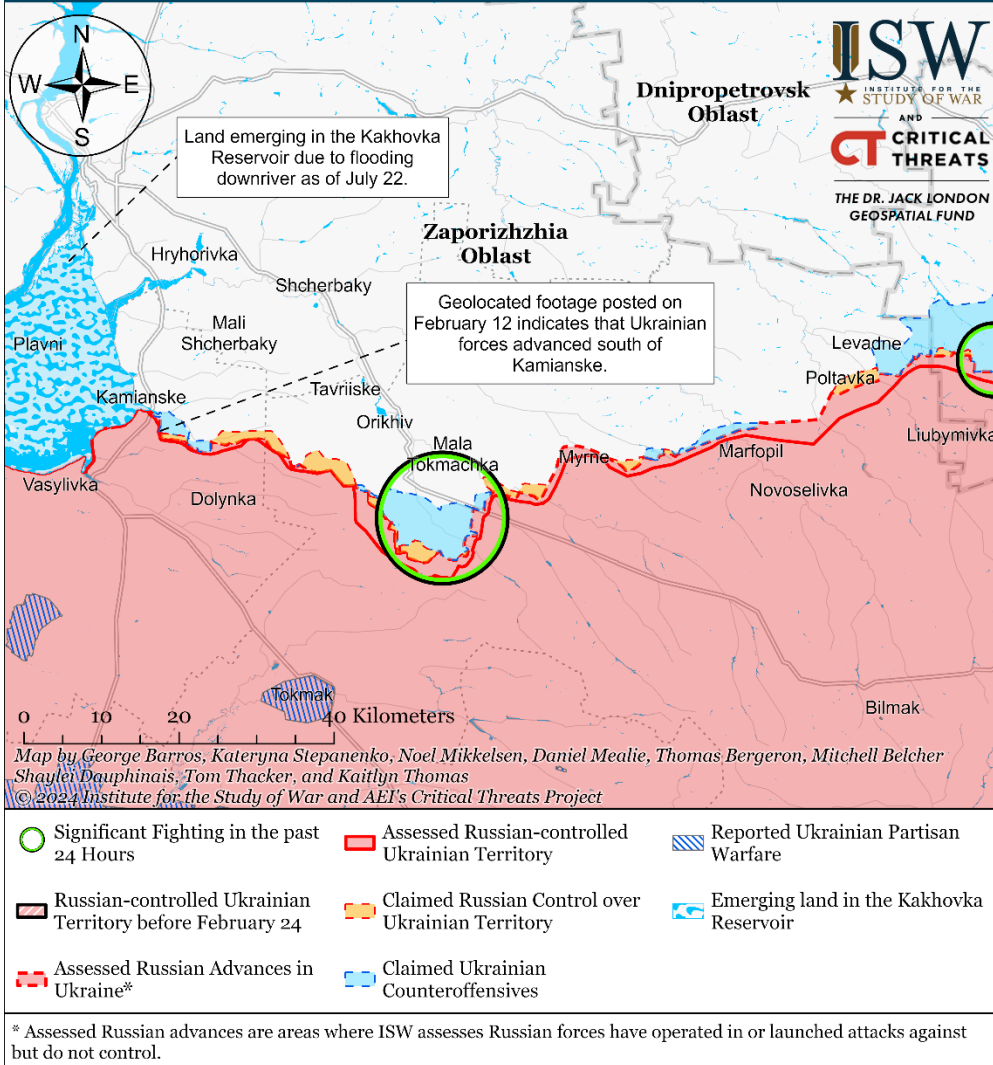 N
W E
S
ISW
INSTITUTE FOR THE
STUDY OF WAR
AND
CT CRITICAL
THREATS
THE DR. JACK LONDON
GEOSPATIAL FUND
Dnipropetrovsk
Oblast
Land emerging in the Kakhovka
Reservoir due to flooding
downriver as of July 22.
Zaporizhzhia
Oblast
Hryhorivka
Shcherbaky
Geolocated footage posted on
February 12 indicates that Ukrainian
forces advanced south of
Kamianske.
Mali
Shcherbaky
Plavni
Levadne
Poltavka
Kamianske
Tavriiske
Orikhiv
Mala
Tokmachka
Myrne
Marfopil
Liubymivka
Vasylivka
Dolynka
Novoselivka
Tokmak
Bilmak
0 10 20 40 Kilometers
Map by George Barros, Kateryna Stepanenko, Noel Mikkelsen, Daniel Mealie, Thomas Bergeron, Mitchell Belcher
Shaylei Dauphinais, Tom Thacker, and Kaitlyn Thomas
© 2024 Institute for the Study of War and AEI's Critical Threats Project
Significant Fighting in the past
24 Hours
Russian-controlled Ukrainian
Territory before February 24
Assessed Russian Advances in
Ukraine*
Assessed Russian-controlled
Ukrainian Territory
Claimed Russian Control over
Ukrainian Territory
Claimed Ukrainian
Counteroffensives
Reported Ukrainian Partisan
Warfare
Emerging land in the Kakhovka
Reservoir
* Assessed Russian advances are areas where ISW assesses Russian forces have operated in or launched attacks against
but do not control.